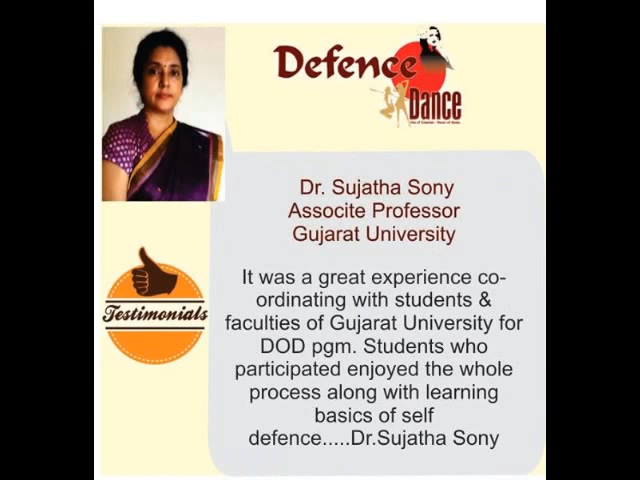 Defence
Dance
Dr. Sujatha Sony
Associte Professor
Gujarat University
Testimonials
It was a great experience co-
ordinating with students &
faculties of Gujarat University for
DOD pgm. Students who
participated enjoyed the whole
process along with learning
basics of self
defence.....Dr.Sujatha Sony